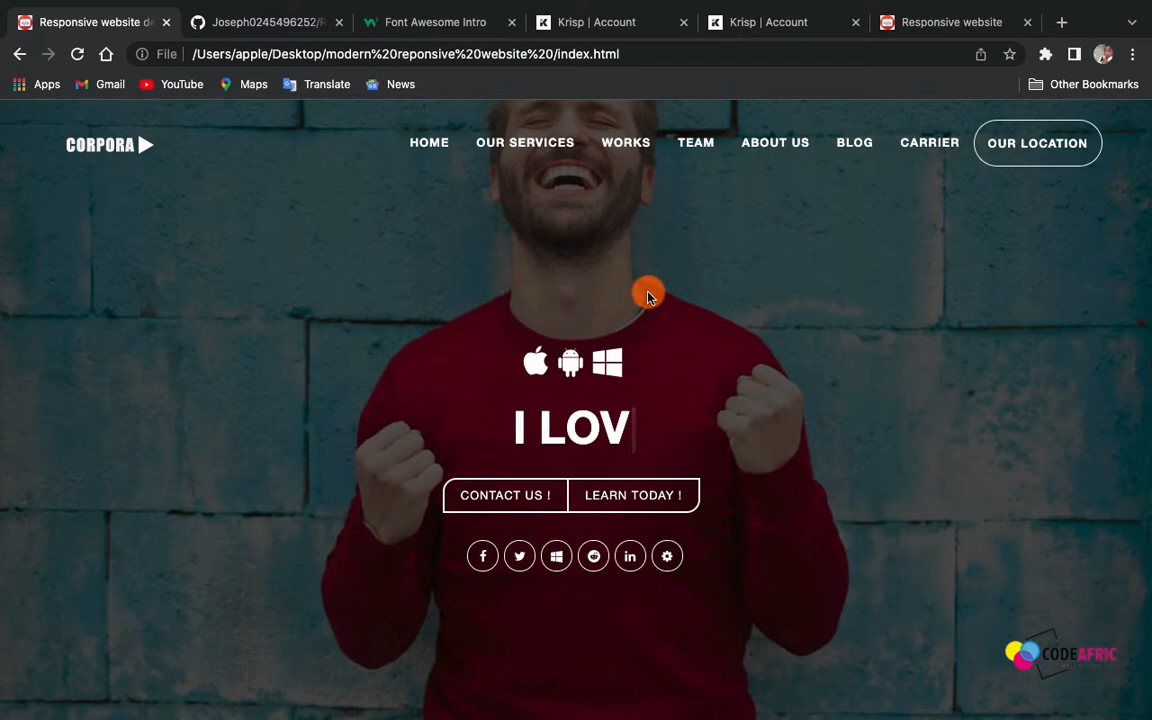 Responsive website de
Joseph0245496252/R
Font Awesome Intro
Krisp | Account
Krisp | Account
Responsive website
File
/Users/apple/Desktop/modern%20reponsive%20website%20/index.html
Apps
Gmail
YouTube
Maps
Translate
News
Other Bookmarks
CORPORA
HOME
OUR SERVICES
WORKS
TEAM
ABOUT US
BLOG
CARRIER
OUR LOCATION
I LOV
CONTACT US !
LEARN TODAY !
CODEAFRIC